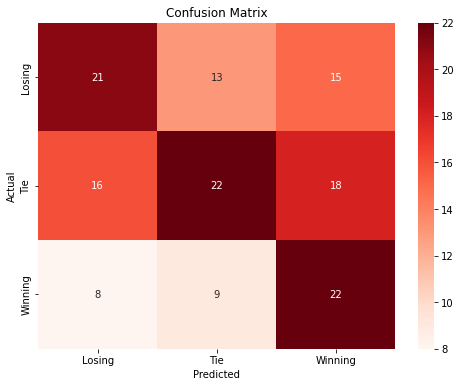 Confusion Matrix
Actual
Losing
Tie
Winning
21 13 15
16 22 18
8 9 22
Losing Tie Winning
Predicted
22
20
18
16
14
12
10
8